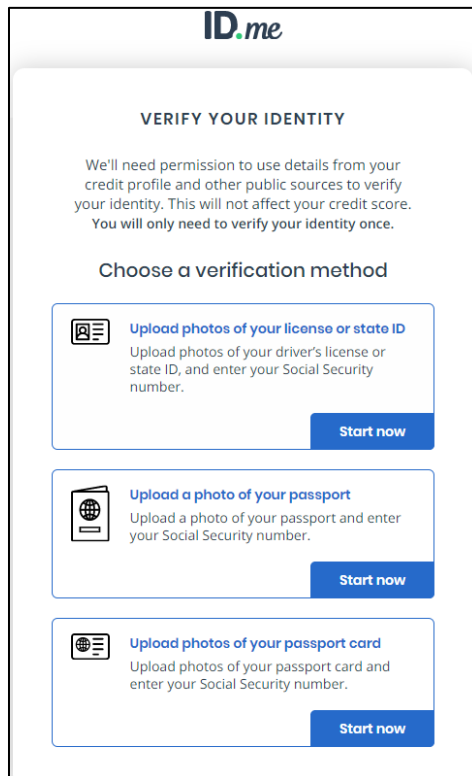 ID.me
VERIFY YOUR IDENTITY
We'll need permission to use details from your
credit profile and other public sources to verify
your identity. This will not affect your credit score.
You will only need to verify your identity once.
Choose a verification method
Upload photos of your license or state ID
Upload photos of your driver's license or
state ID, and enter your Social Security
number.
Start now
Upload a photo of your passport
Upload a photo of your passport and enter
your Social Security number.
Start now
Upload photos of your passport card
Upload photos of your passport card and
enter your Social Security number.
Start now